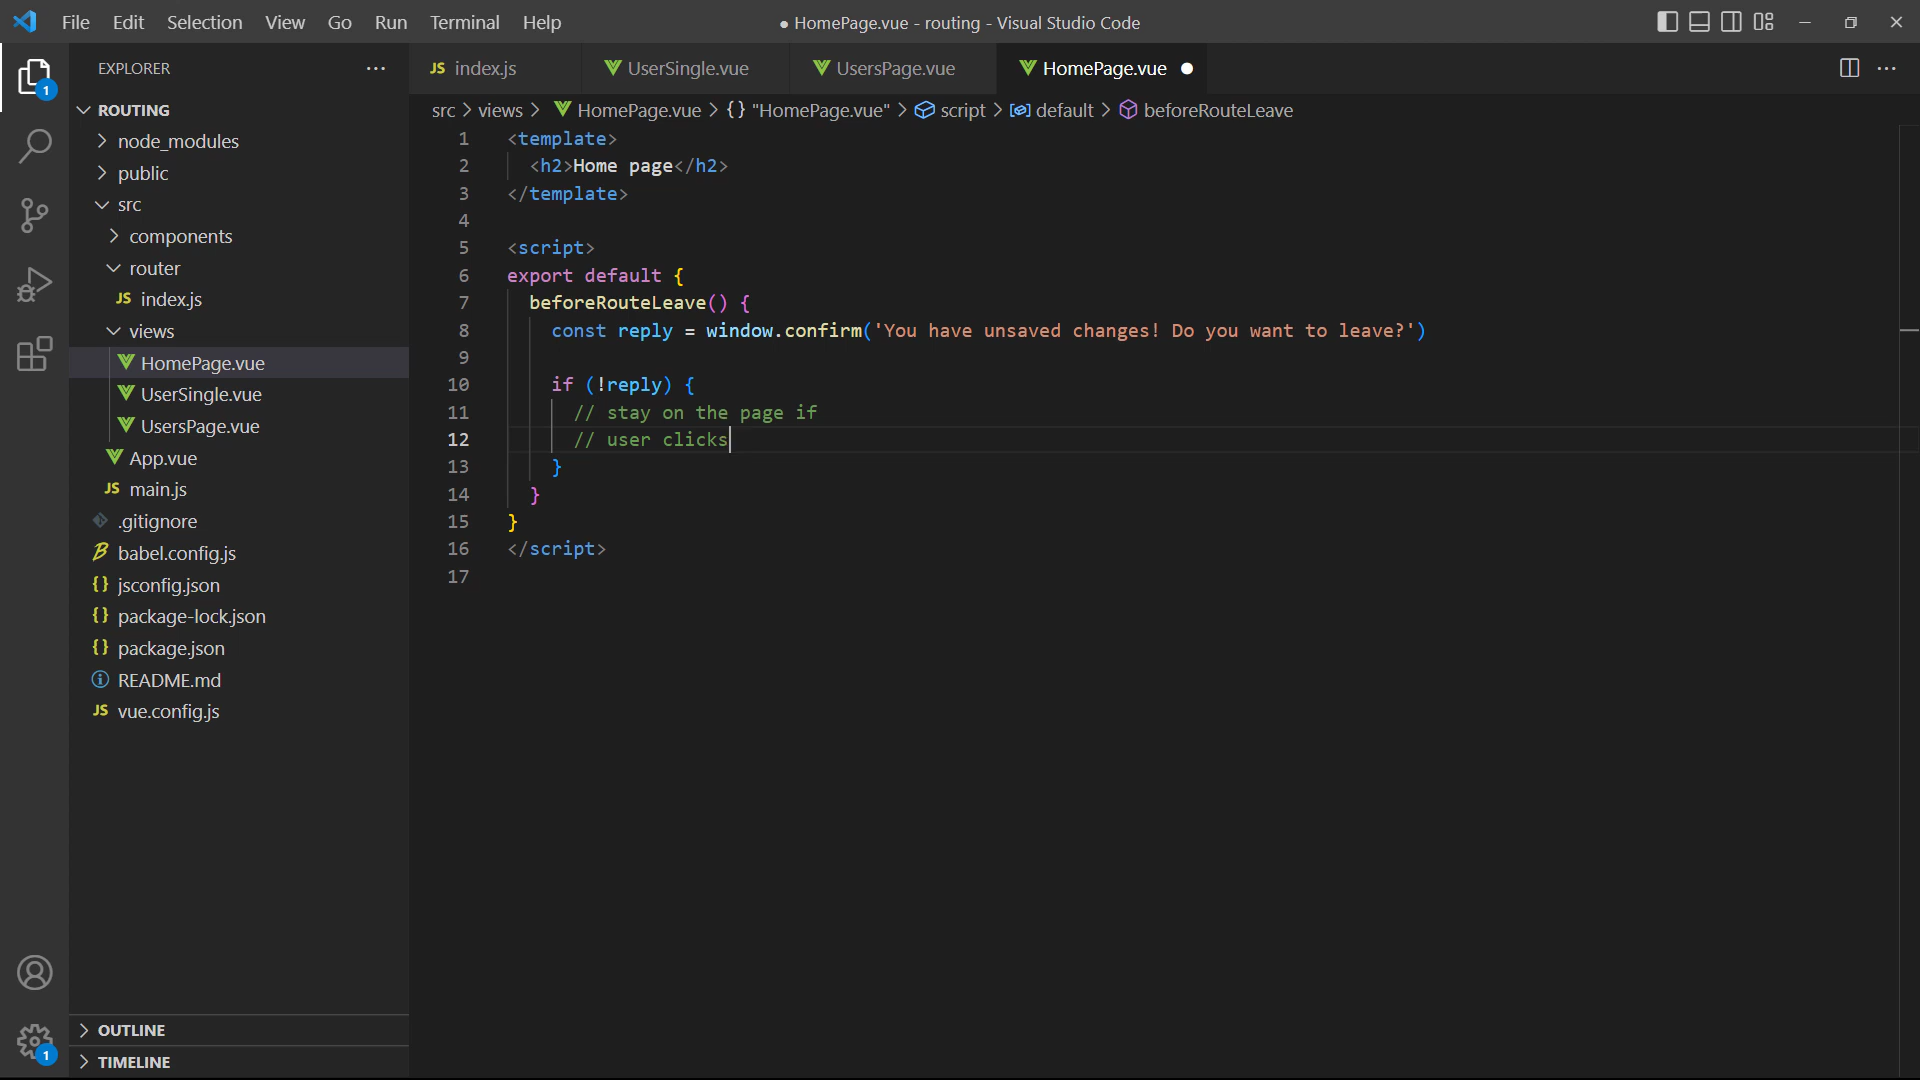 File Edit Selection View Go Run Terminal Help
● HomePage.vue - routing - Visual Studio Code
1
EXPLORER
ROUTING
node_modules
public
src
components
router
JS index.js
views
HomePage.vue
UserSingle.vue
UsersPage.vue
App.vue
JS main.js
.gitignore
babel.config.js
{} jsconfig.json
{} package-lock.json
{} package.json
README.md
JS vue.config.js
1
OUTLINE
TIMELINE
JS index.js UserSingle.vue UsersPage.vue HomePage.vue ●
src > views > HomePage.vue > {} "HomePage.vue" > script > default > beforeRouteLeave
1 <template>
2 <h2>Home page</h2>
3 </template>
4
5 <script>
6 export default {
7 beforeRouteLeave() {
8 const reply = window.confirm('You have unsaved changes! Do you want to leave?')
9
10 if (!reply) {
11 // stay on the page if
12 // user clicks
13 }
14 }
15 }
16 </script>
17